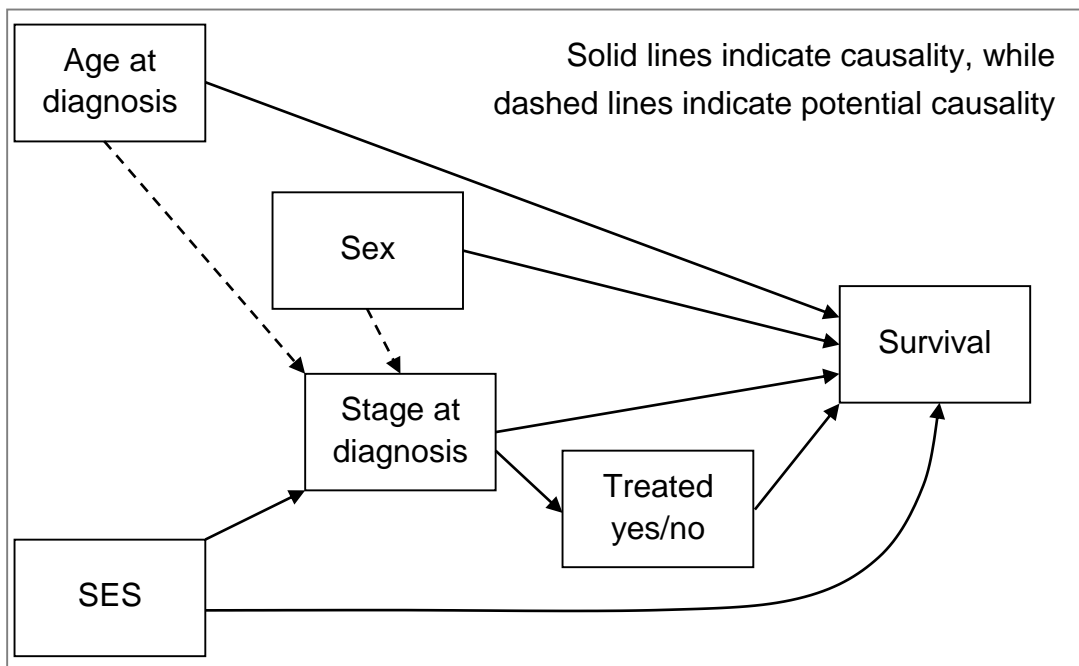 Age at
diagnosis
Solid lines indicate causality, while
dashed lines indicate potential causality
Sex
Survival
Stage at
diagnosis
Treated
yes/no
SES